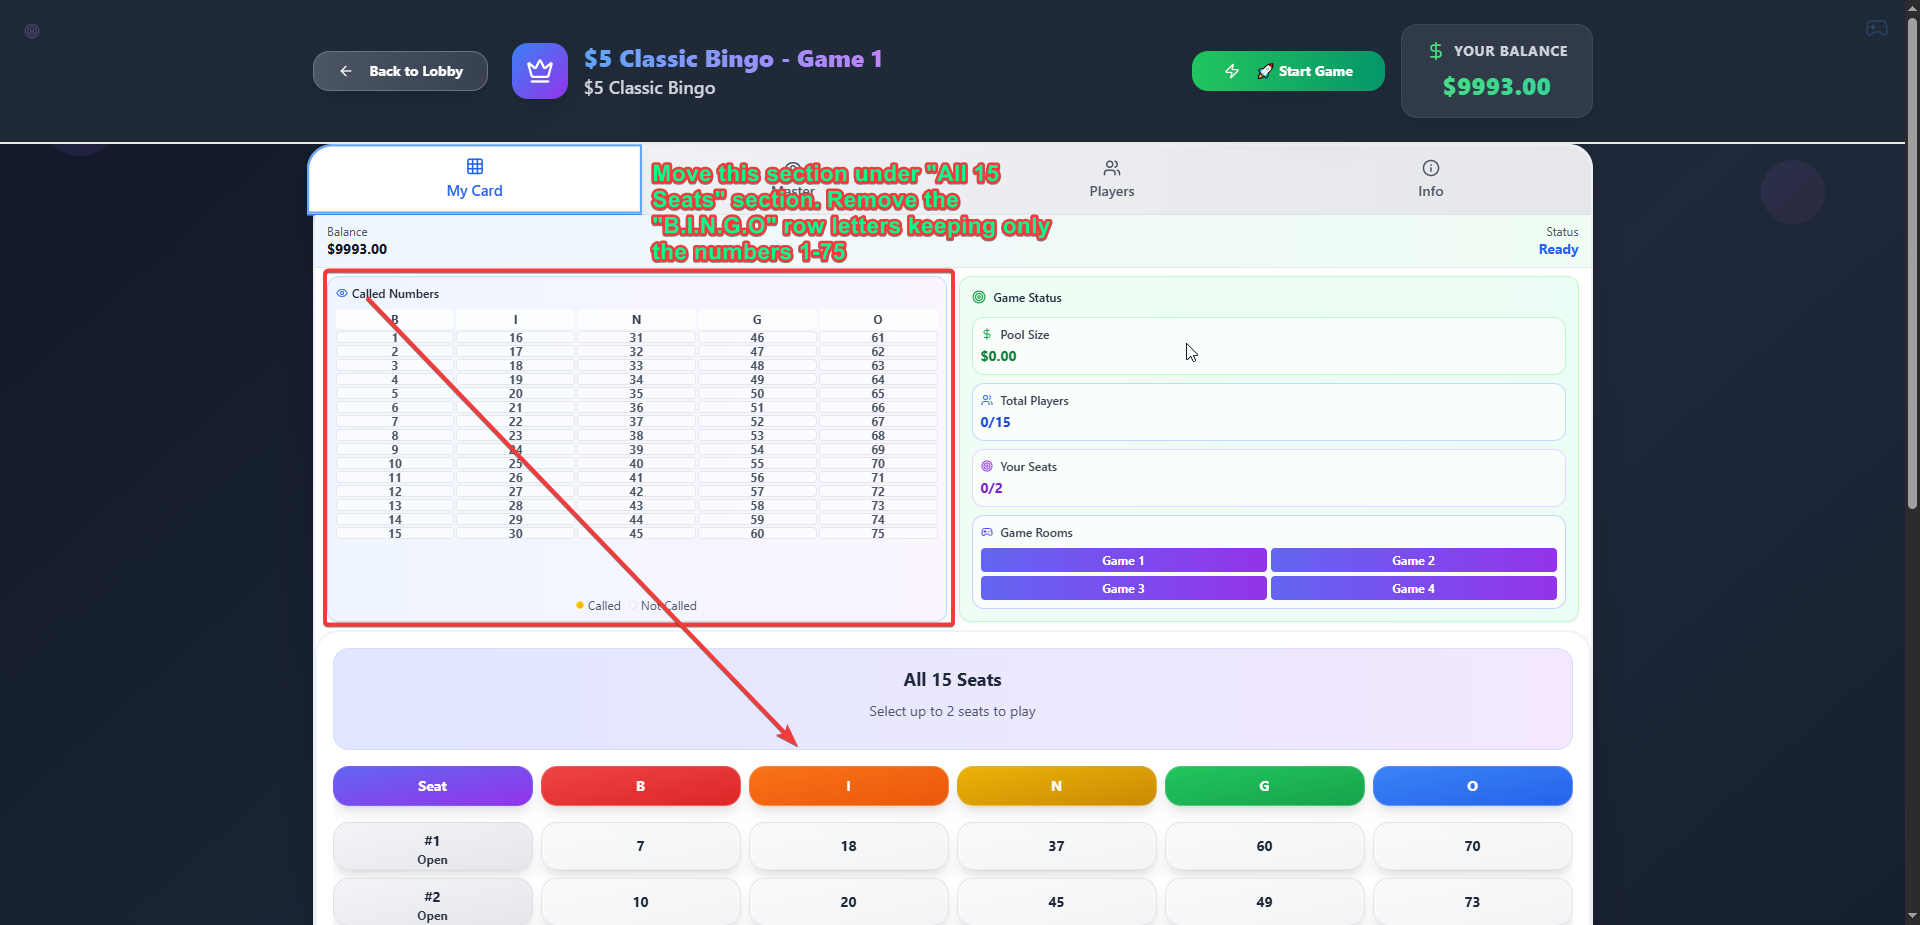 Back to Lobby
$5 Classic Bingo - Game 1
$5 Classic Bingo
🚀 Start Game
YOUR BALANCE
$9993.00
My Card
Master
Players
Info
Move this section under "All 15
Seats" section. Remove the
"B.I.N.G.O" row letters keeping only
the numbers 1-75
Balance
$9993.00
Status
Ready
Called Numbers
B I N G O
1 16 31 46 61
2 17 32 47 62
3 18 33 48 63
4 19 34 49 64
5 20 35 50 65
6 21 36 51 66
7 22 37 52 67
8 23 38 53 68
9 24 39 54 69
10 25 40 55 70
11 26 41 56 71
12 27 42 57 72
13 28 43 58 73
14 29 44 59 74
15 30 45 60 75
Called Not Called
Game Status
Pool Size
$0.00
Total Players
0/15
Your Seats
0/2
Game Rooms
Game 1 Game 2
Game 3 Game 4
All 15 Seats
Select up to 2 seats to play
Seat B I N G O
#1
Open
7 18 37 60 70
#2
Open
10 20 45 49 73